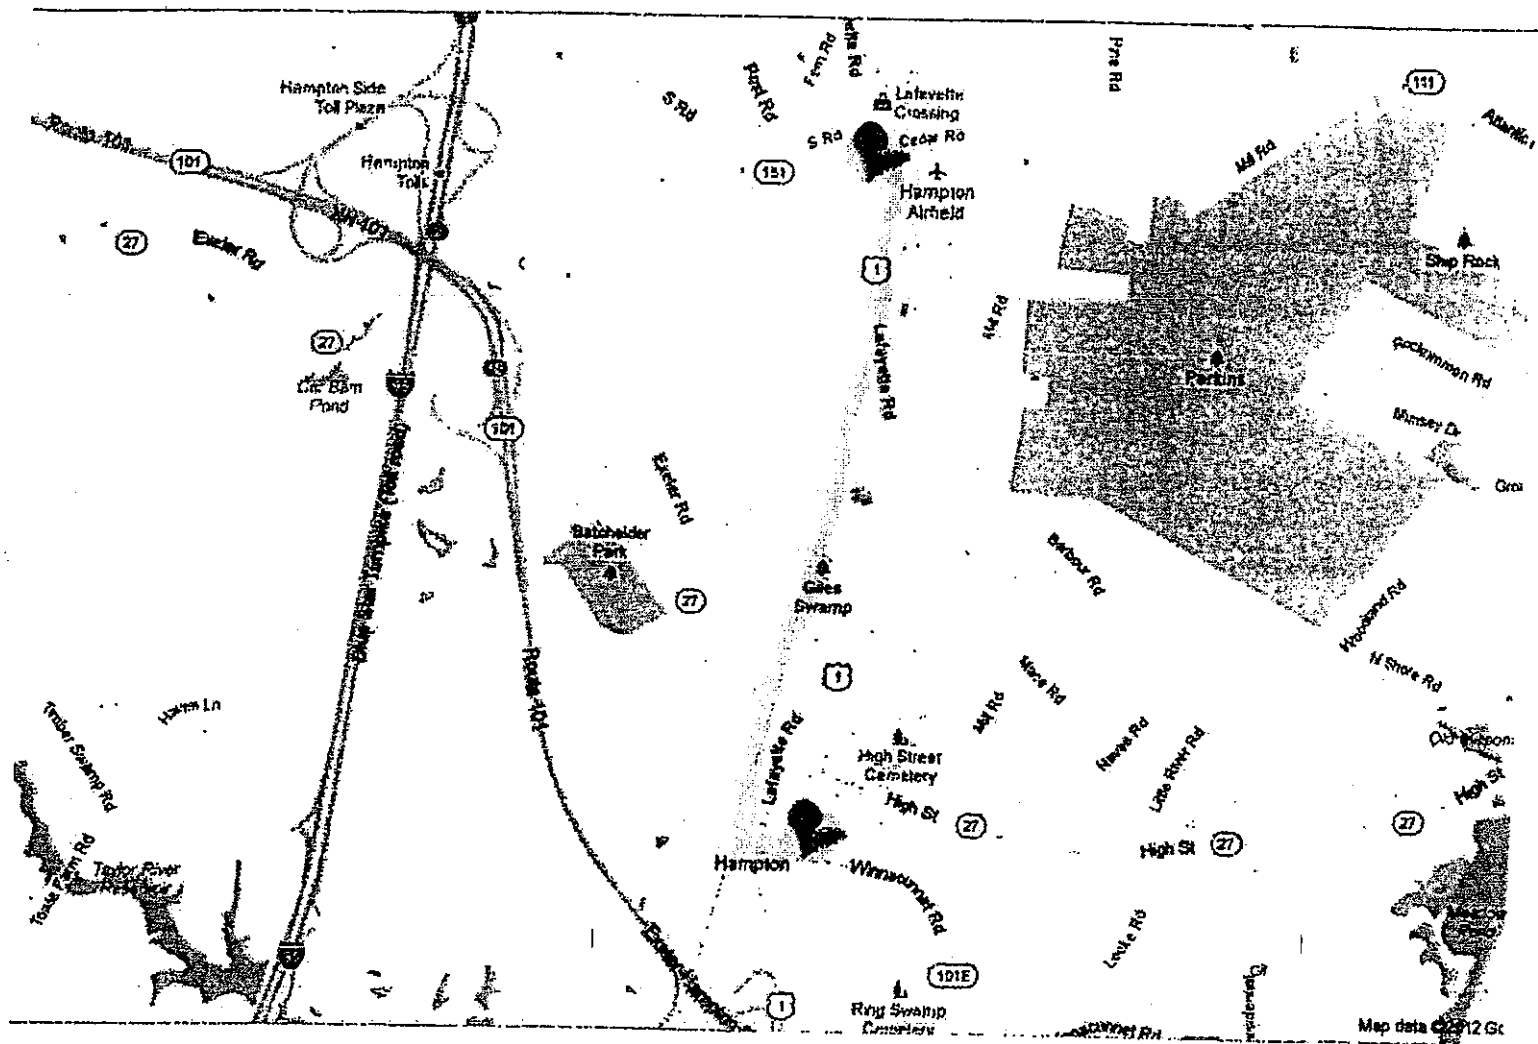 Hampton Side
Toll Plaza
Hampton
Tolls
101
27
Exeter Rd
27
Pond
101
Exeter Rd
Batchelder
Park
27
Route 101
S Rd
Post Rd
Fern Rd
Lafayette
Crossing
S Rd
Cedar Rd
151
Hampton
Airfield
1
Lafayette Rd
Pine Rd
Mill Rd
111
Atlantic
Ship Rock
Mill Rd
Perkins
Giles
Swamp
1
Lafayette Rd
High Street
Cemetery
High St
27
Hampton
Winnacunnet Rd
101E
1
Ring Swamp
Cemetery
Barbour Rd
Mace Rd
Mill Rd
Little River Rd
High St
27
Locke Rd
Woodland Rd
N Shore Rd
High St
27
Haven Ln
Timber Swamp Rd
Towle Farm Rd
Taylor River
Map data ©2012